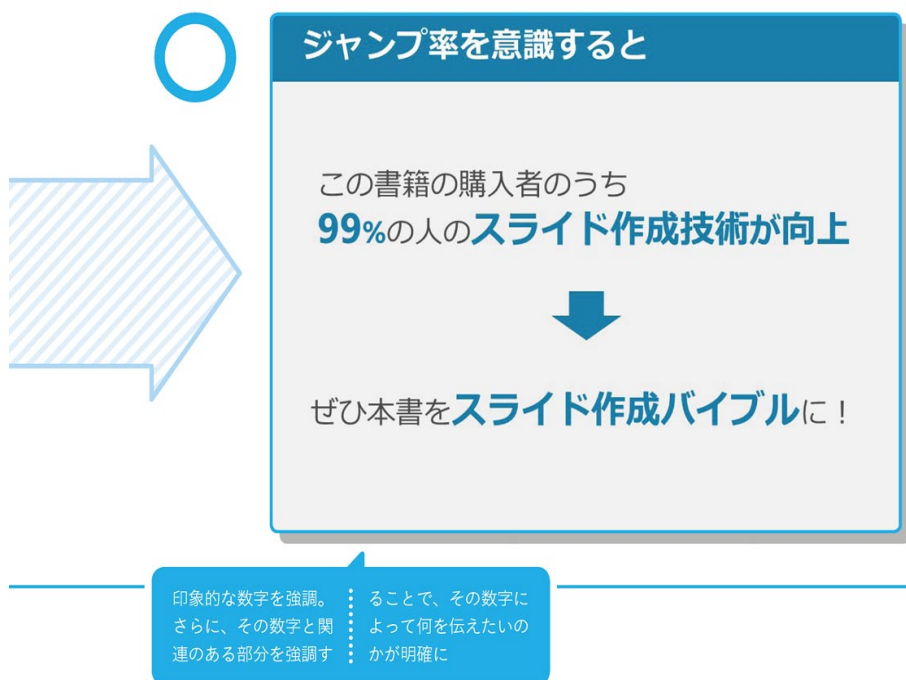 ジャンプ率を意識すると
この書籍の購入者のうち
99%の人のスライド作成技術が向上
ぜひ本書をスライド作成バイブルに！
印象的な数字を強調。
さらに、その数字と関
連のある部分を強調す
ることで、その数字に
よって何を伝えたいの
かが明確に